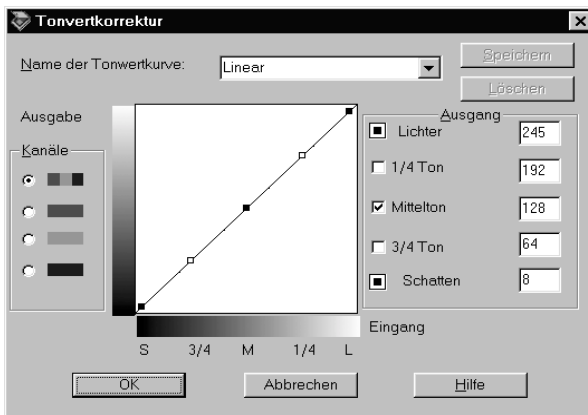 Tonvertkorrektur
Name der Tonwertkurve:
Linear
Speichern
Löschen
Ausgabe
Kanäle
Ausgang
Lichter
245
1/4 Ton
192
Mittelton
128
3/4 Ton
64
Schatten
8
Eingang
S 3/4 M 1/4 L
OK
Abbrechen
Hilfe